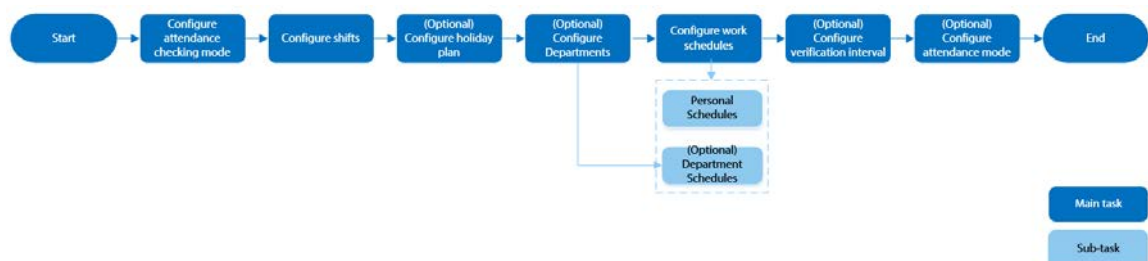 Start
Configure
attendance
checking mode
Configure shifts
(Optional)
Configure holiday
plan
(Optional)
Configure
Departments
Configure work
schedules
(Optional)
Configure
verification interval
(Optional)
Configure
attendance mode
End
Personal
Schedules
(Optional)
Department
Schedules
Main task
Sub-task